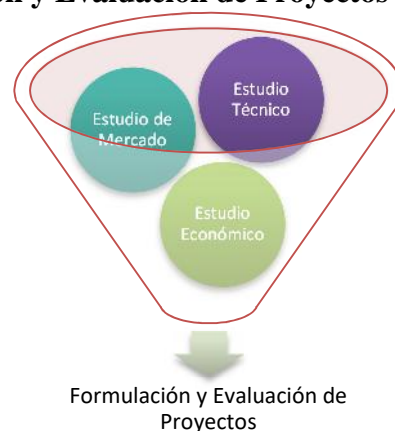 y Evaluación de Proyectos
Estudio
Técnico
Estudio de
Mercado
Estudio
Económico
Formulación y Evaluación de
Proyectos